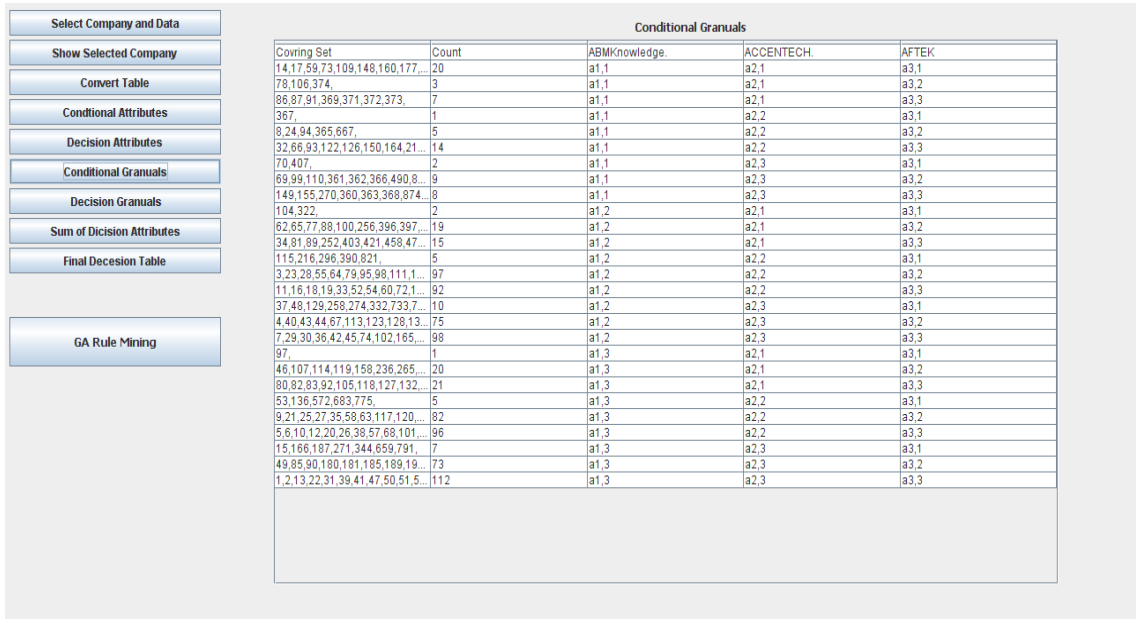 Select Company and Data
Show Selected Company
Convert Table
Condtional Attributes
Decision Attributes
Conditional Granuals
Decision Granuals
Sum of Dicision Attributes
Final Decesion Table
GA Rule Mining
Conditional Granuals
Covring Set Count ABMKnowledge. ACCENTECH. AFTEK
14,17,59,73,109,148,160,177,... 20 a1,1 a2,1 a3,1
78,106,374, 3 a1,1 a2,1 a3,2
86,87,91,369,371,372,373, 7 a1,1 a2,1 a3,3
367, 1 a1,1 a2,2 a3,1
8,24,94,365,667, 5 a1,1 a2,2 a3,2
32,66,93,122,126,150,164,21... 14 a1,1 a2,2 a3,3
70,407, 2 a1,1 a2,3 a3,1
69,99,110,361,362,366,490,8... 9 a1,1 a2,3 a3,2
149,155,270,360,363,368,874... 8 a1,1 a2,3 a3,3
104,322, 2 a1,2 a2,1 a3,1
62,65,77,88,100,256,396,397,... 19 a1,2 a2,1 a3,2
34,81,89,252,403,421,458,47... 15 a1,2 a2,1 a3,3
115,216,296,390,821, 5 a1,2 a2,2 a3,1
3,23,28,55,64,79,95,98,111,1... 97 a1,2 a2,2 a3,2
11,16,18,19,33,52,54,60,72,1... 92 a1,2 a2,2 a3,3
37,48,129,258,274,332,733,7... 10 a1,2 a2,3 a3,1
4,40,43,44,67,113,123,128,13... 75 a1,2 a2,3 a3,2
7,29,30,36,42,45,74,102,165,... 98 a1,2 a2,3 a3,3
97, 1 a1,3 a2,1 a3,1
46,107,114,119,158,236,265,... 20 a1,3 a2,1 a3,2
80,82,83,92,105,118,127,132,... 21 a1,3 a2,1 a3,3
53,136,572,683,775, 5 a1,3 a2,2 a3,1
9,21,25,27,35,58,63,117,120,... 82 a1,3 a2,2 a3,2
5,6,10,12,20,26,38,57,68,101,... 96 a1,3 a2,2 a3,3
15,166,187,271,344,659,791, 7 a1,3 a2,3 a3,1
49,85,90,180,181,185,189,19... 73 a1,3 a2,3 a3,2
1,2,13,22,31,39,41,47,50,51,5... 112 a1,3 a2,3 a3,3